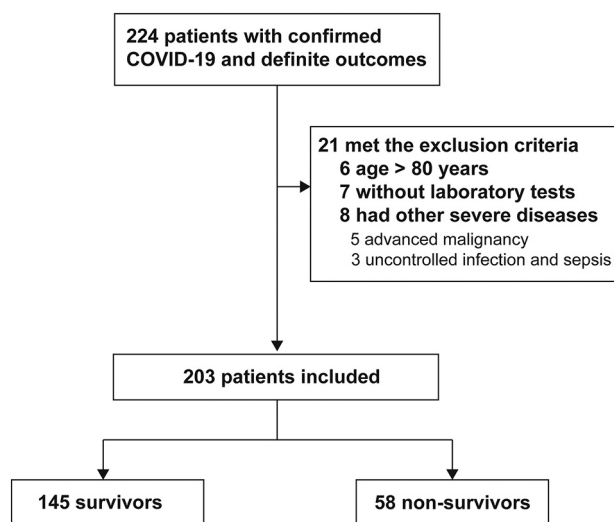 224 patients with confirmed
COVID-19 and definite outcomes
21 met the exclusion criteria
6 age > 80 years
7 without laboratory tests
8 had other severe diseases
5 advanced malignancy
3 uncontrolled infection and sepsis
203 patients included
145 survivors
58 non-survivors